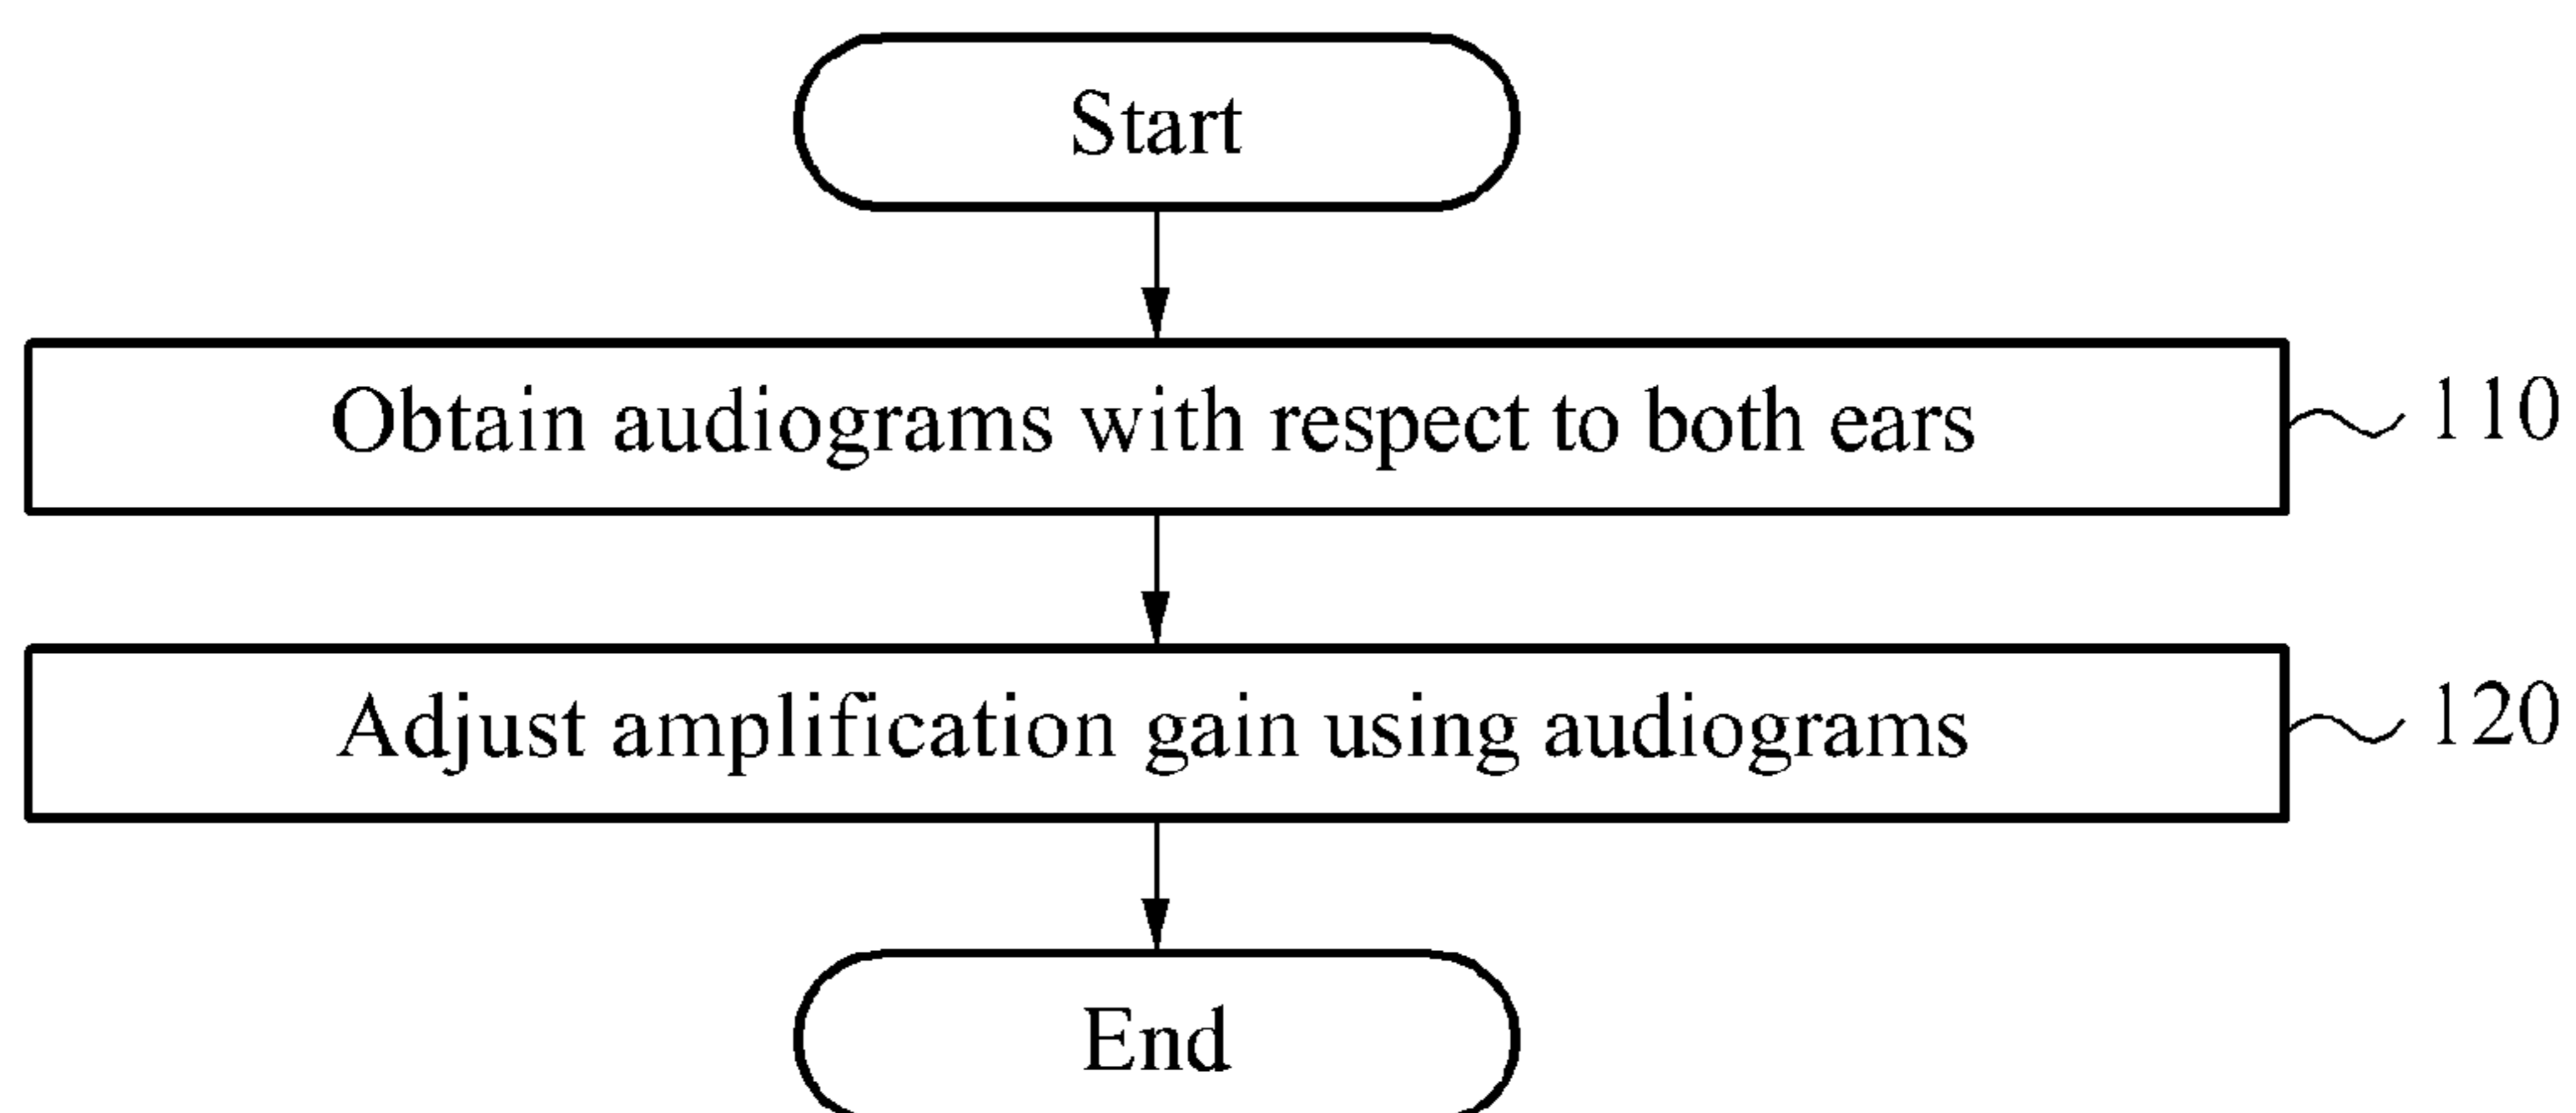 Start
Obtain audiograms with respect to both ears
110
Adjust amplification gain using audiograms
120
End